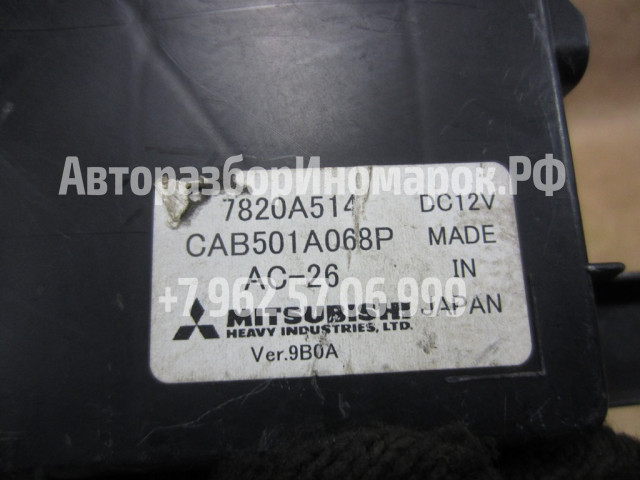 АвторазборИномарок.РФ
7820A514 DC12V
CAB501A068P MADE
AC-26 IN
+7 962 57 06 999
MITSUBISHI JAPAN
HEAVY INDUSTRIES, LTD.
Ver.9B0A